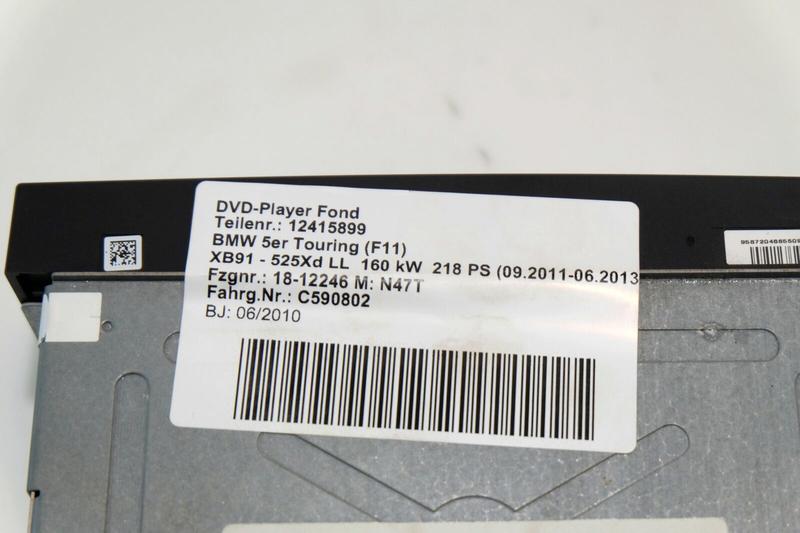 DVD-Player Fond
Teilenr.: 12415899
BMW 5er Touring (F11)
XB91 - 525Xd LL 160 kW 218 PS (09.2011-06.2013
Fzgnr.: 18-12246 M: N47T
Fahrg.Nr.: C590802
BJ: 06/2010